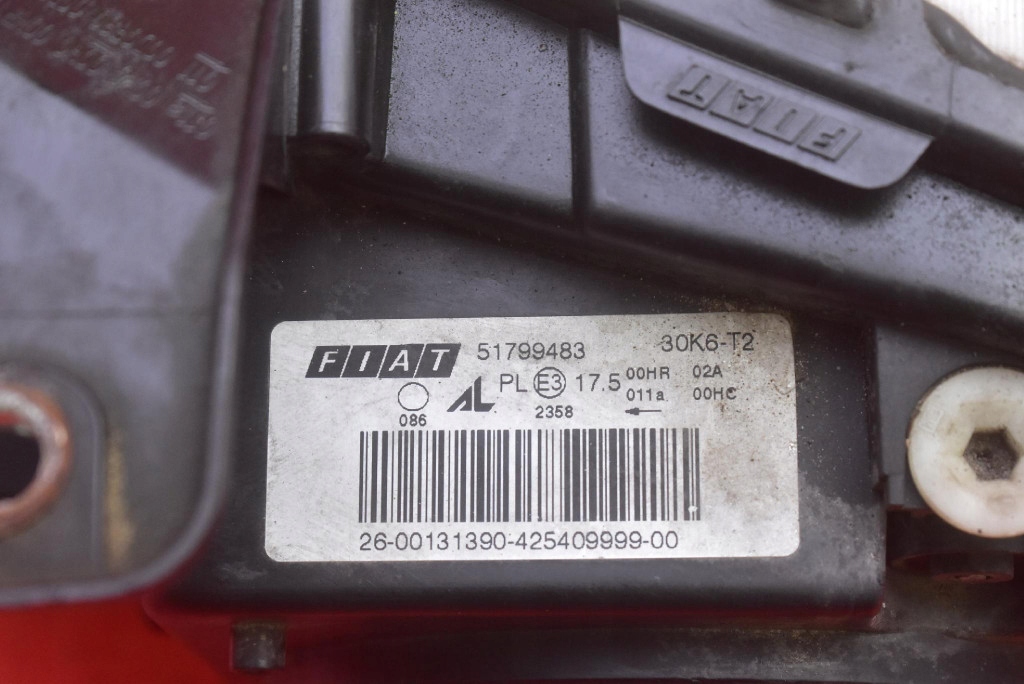 FIAT
FIAT 51799483 30K6-T2
PL E3 17.5 00HR 02A
011a 00HC
086 AL 2358 ←
26-00131390-425409999-00